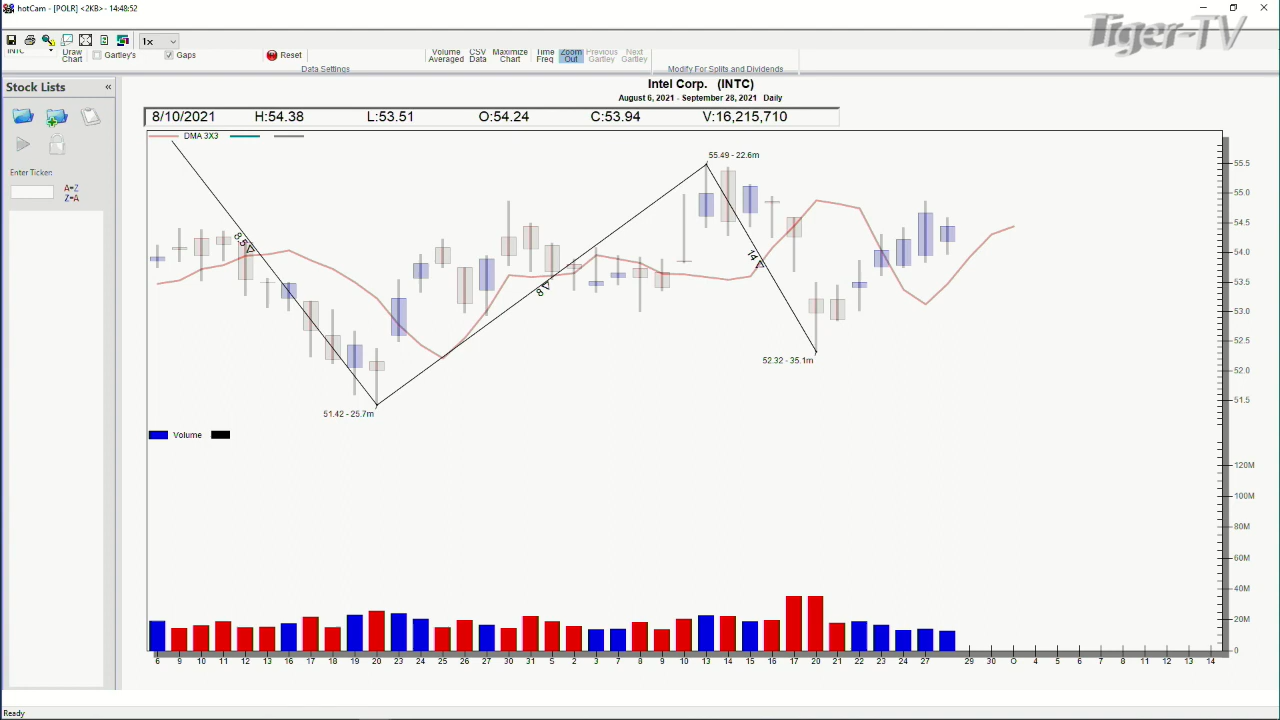 hotCam - [POLR] <2KB> - 14:48:52
Tiger-TV
1x
INTC
Draw Chart
Gartley's
Gaps
Reset
Volume Averaged
CSV Data
Maximize Chart
Time Freq
Zoom Out
Previous Gartley
Next Gartley
Data Settings
Modify For Splits and Dividends
Stock Lists «
Enter Ticker:
A=Z
Z=A
Intel Corp. (INTC)
August 6, 2021 - September 28, 2021 Daily
8/10/2021 H:54.38 L:53.51 O:54.24 C:53.94 V:16,215,710
DMA 3X3
55.49 - 22.6m
8.5
8
14
52.32 - 35.1m
51.42 - 25.7m
55.5
55.0
54.5
54.0
53.5
53.0
52.5
52.0
51.5
Volume
120M
100M
80M
60M
40M
20M
0
6 9 10 11 12 13 16 17 18 19 20 23 24 25 26 27 30 31 S 2 3 7 8 9 10 13 14 15 16 17 20 21 22 23 24 27 29 30 O 4 5 6 7 8 11 12 13 14
Ready